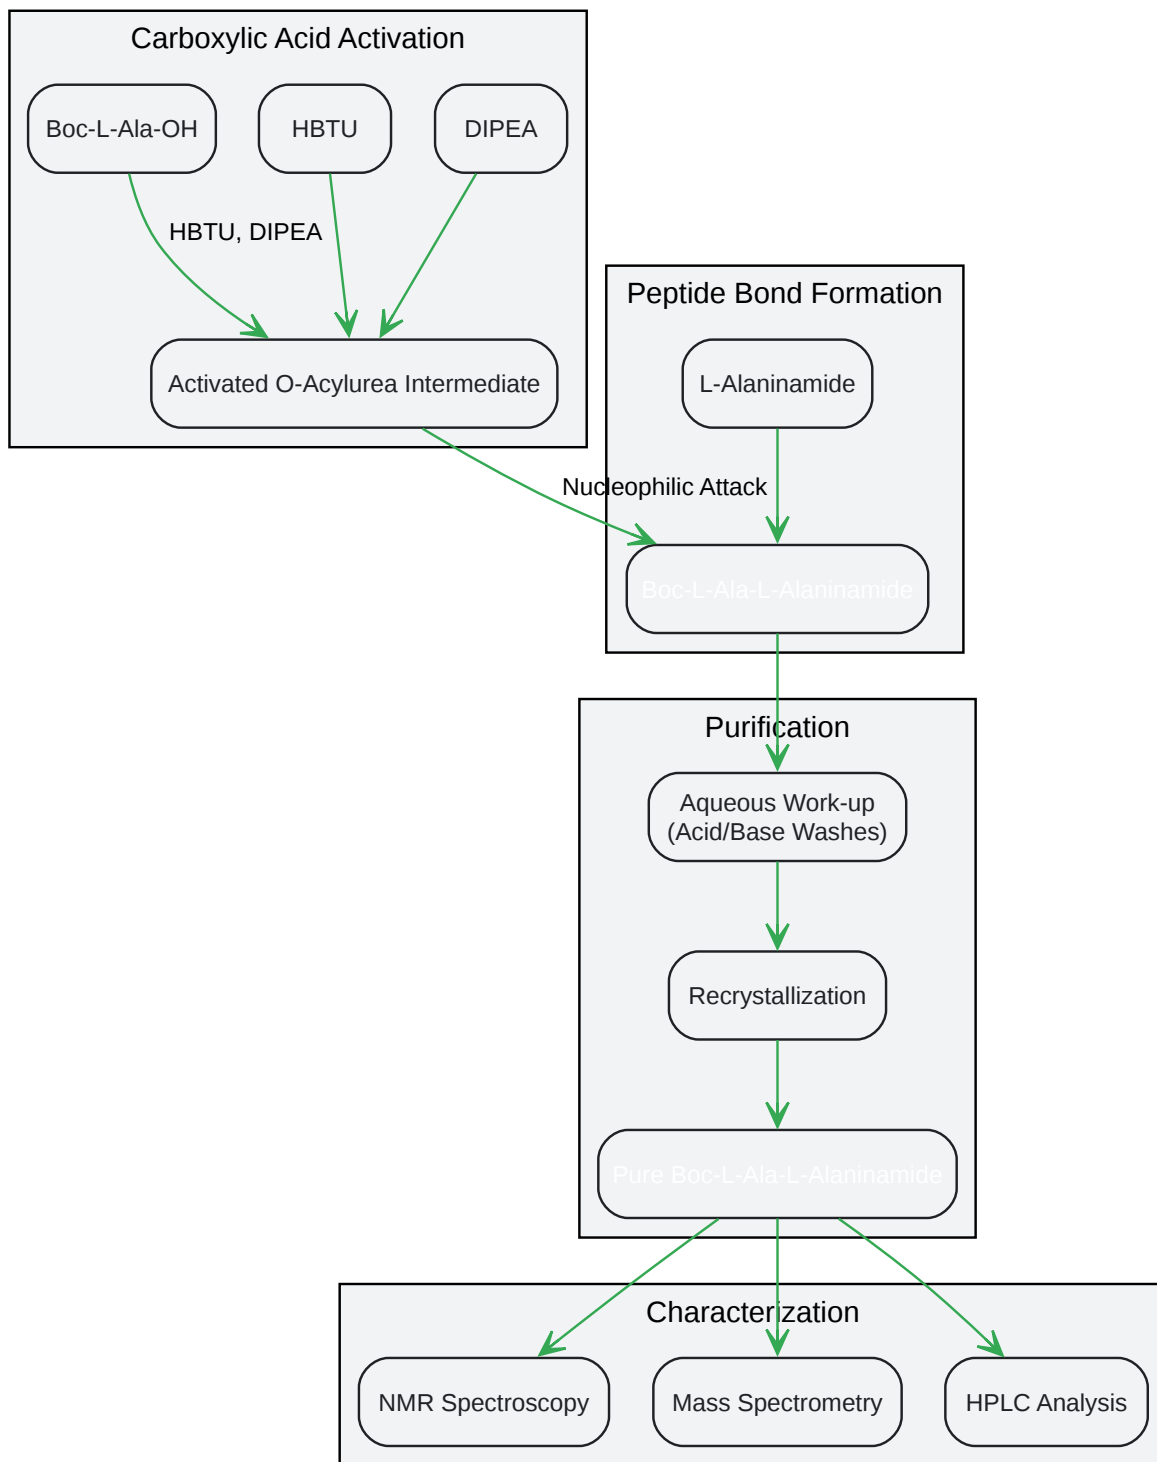 Carboxylic Acid Activation
Boc-L-Ala-OH
HBTU
DIPEA
HBTU, DIPEA
Activated O-Acylurea Intermediate
Peptide Bond Formation
L-Alaninamide
Nucleophilic Attack
Boc-L-Ala-L-Alaninamide
Purification
Aqueous Work-up
(Acid/Base Washes)
Recrystallization
Pure Boc-L-Ala-L-Alaninamide
Characterization
NMR Spectroscopy
Mass Spectrometry
HPLC Analysis